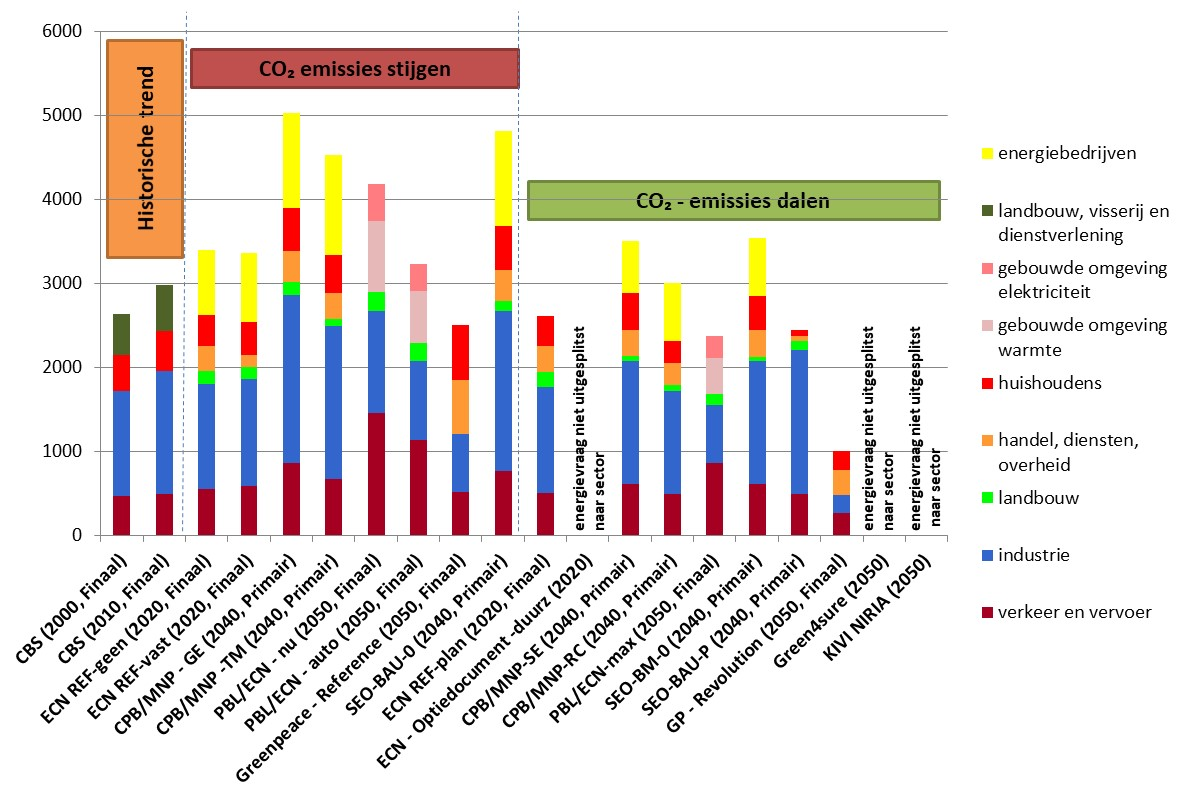 6000
5000
4000
3000
2000
1000
0
Historische trend
CO₂ emissies stijgen
CO₂ - emissies dalen
energievraag niet uitgesplitst
naar sector
energievraag niet uitgesplitst
naar sector
energievraag niet uitgesplitst
naar sector
CBS (2000, Finaal)
CBS (2010, Finaal)
ECN REF-geen (2020, Finaal)
ECN REF-vast (2020, Finaal)
CPB/MNP - GE (2040, Primair)
CPB/MNP -TM (2040, Primair)
PBL/ECN - nu (2050, Finaal)
PBL/ECN - auto (2050, Finaal)
Greenpeace - Reference (2050, Finaal)
SEO-BAU-0 (2040, Primair)
ECN REF-plan (2020, Finaal)
ECN - Optiedocument -duurz (2020)
CPB/MNP-SE (2040, Primair)
CPB/MNP-RC (2040, Primair)
PBL/ECN-max (2050, Finaal)
SEO-BM-0 (2040, Primair)
SEO-BAU-P (2040, Primair)
GP - Revolution (2050, Finaal)
Green4sure (2050)
KIVI NIRIA (2050)
energiebedrijven
landbouw, visserij en
dienstverlening
gebouwde omgeving
elektriciteit
gebouwde omgeving
warmte
huishoudens
handel, diensten,
overheid
landbouw
industrie
verkeer en vervoer